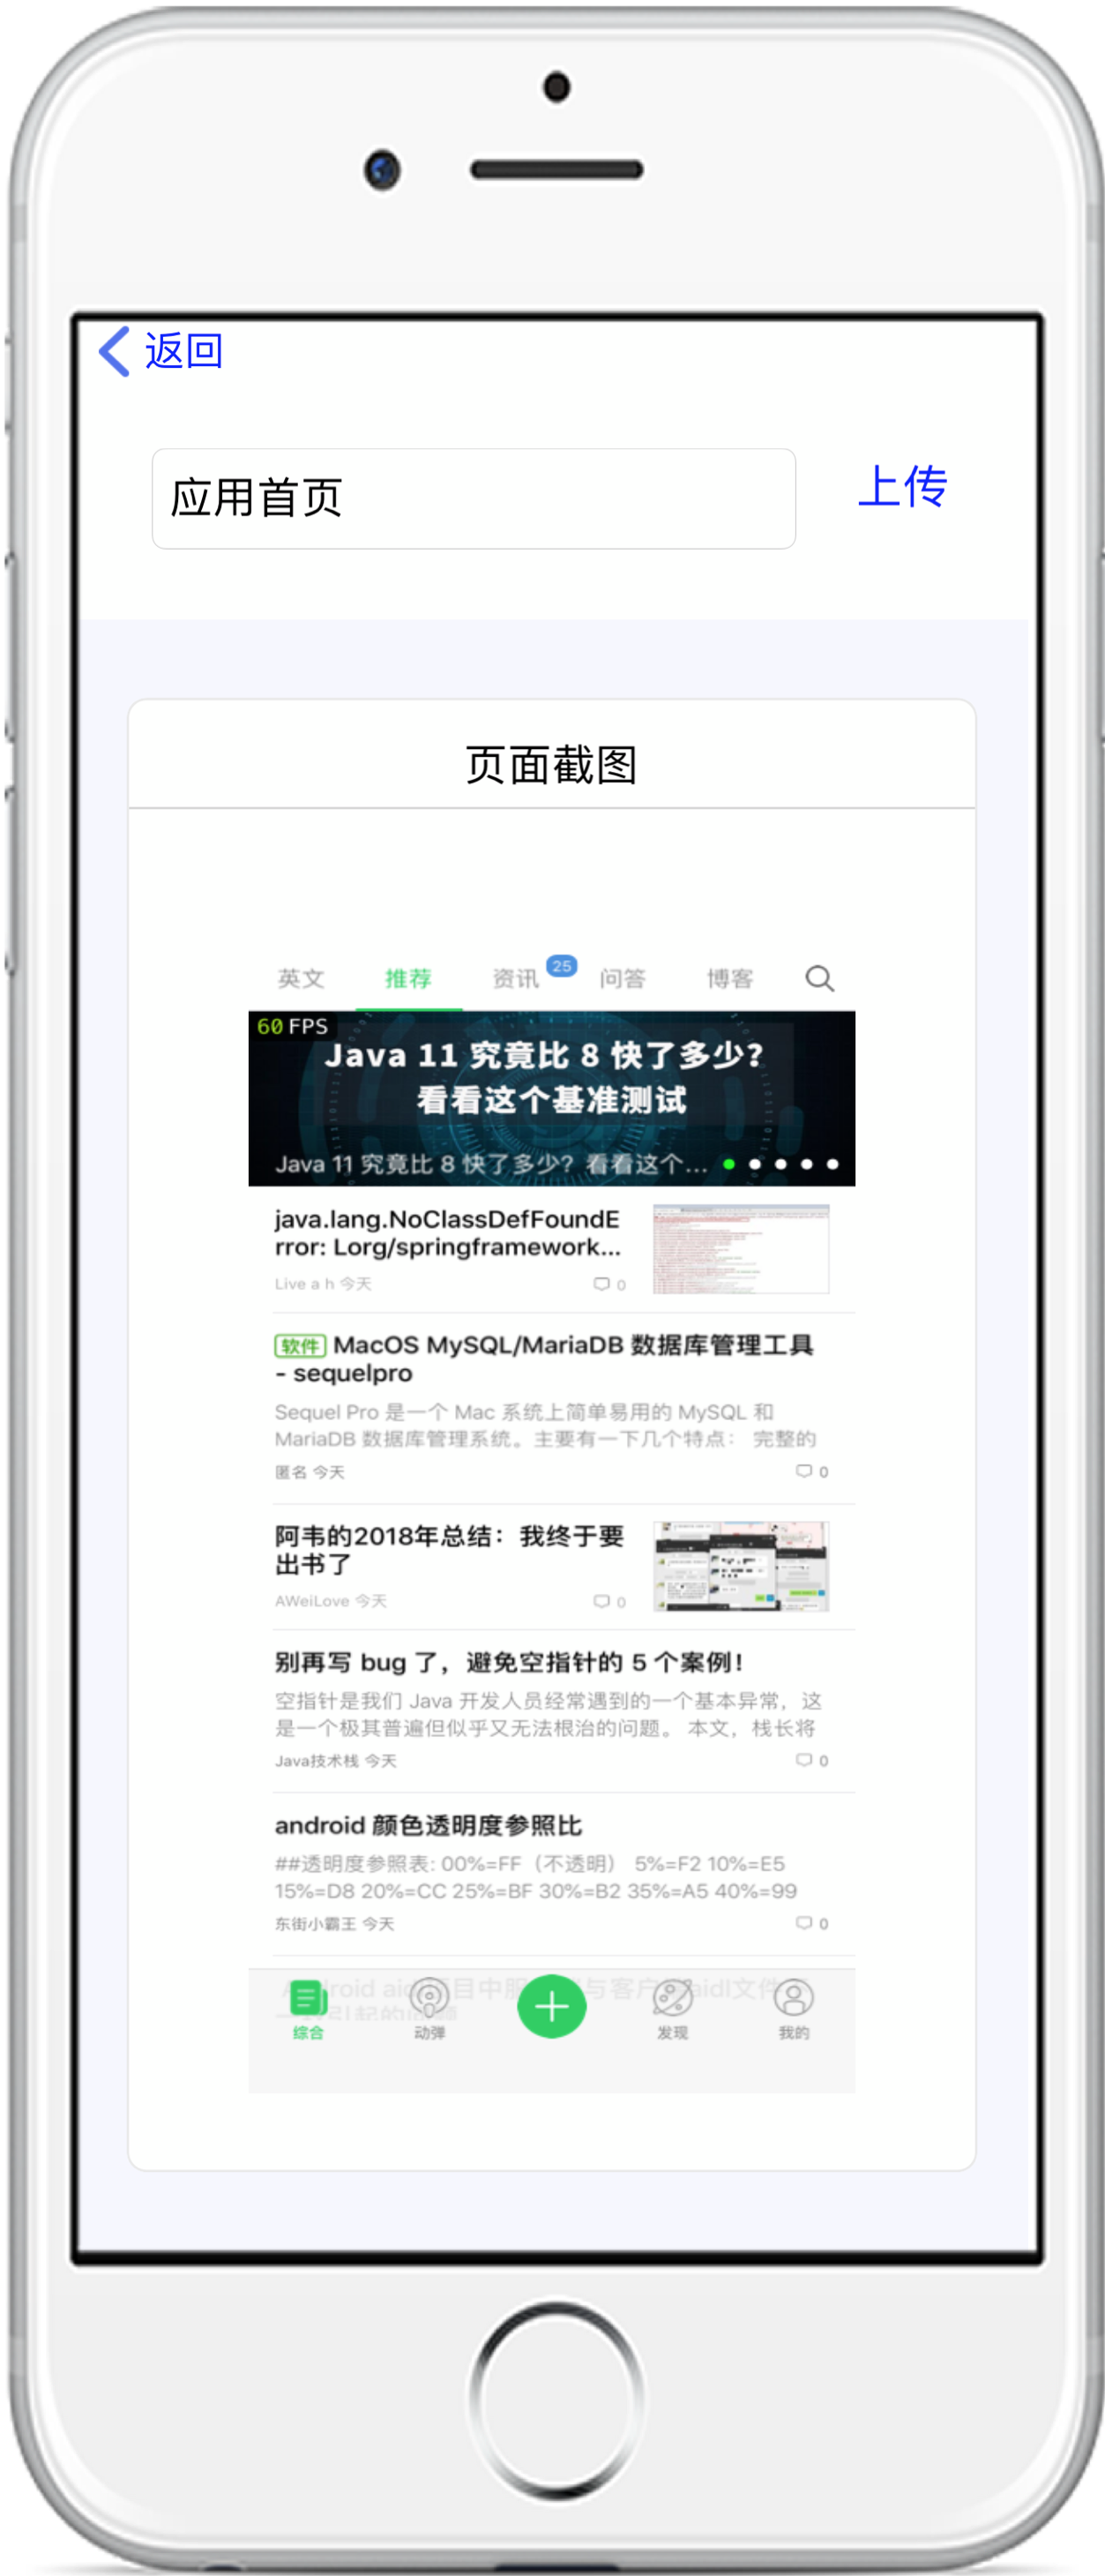 返回
应用首页
上传
页面截图
英文 推荐 资讯 25 问答 博客
60 FPS
Java 11 究竟比 8 快了多少？
看看这个基准测试
Java 11 究竟比 8 快了多少？看看这个...
java.lang.NoClassDefFoundE
rror: Lorg/springframework...
Live a h 今天 0
软件 MacOS MySQL/MariaDB 数据库管理工具
- sequelpro
Sequel Pro 是一个 Mac 系统上简单易用的 MySQL 和
MariaDB 数据库管理系统。主要有一下几个特点： 完整的
匿名 今天 0
阿韦的2018年总结：我终于要
出书了
AWeiLove 今天 0
别再写 bug 了，避免空指针的 5 个案例！
空指针是我们 Java 开发人员经常遇到的一个基本异常，这
是一个极其普遍但似乎又无法根治的问题。 本文，栈长将
Java技术栈 今天 0
android 颜色透明度参照比
##透明度参照表: 00%=FF（不透明） 5%=F2 10%=E5
15%=D8 20%=CC 25%=BF 30%=B2 35%=A5 40%=99
东街小霸王 今天 0
综合 动弹 发现 我的